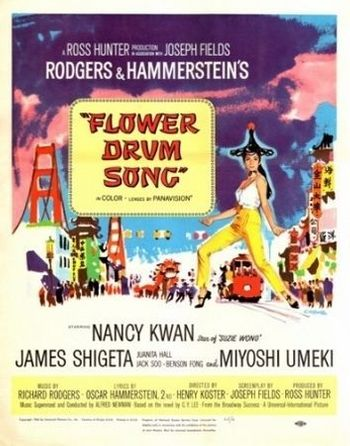 A ROSS HUNTER PRODUCTION IN ASSOCIATION WITH JOSEPH FIELDS
RODGERS & HAMMERSTEIN'S
"FLOWER
DRUM
SONG"
IN COLOR - LENSES BY PANAVISION®
STARRING NANCY KWAN Star of 'SUZIE WONG'
JAMES SHIGETA JUANITA HALL JACK SOO · BENSON FONG and MIYOSHI UMEKI
MUSIC BY RICHARD RODGERS · LYRICS BY OSCAR HAMMERSTEIN, 2ND · DIRECTED BY HENRY KOSTER · SCREENPLAY BY JOSEPH FIELDS · PRODUCED BY ROSS HUNTER
Music Supervised and Conducted by ALFRED NEWMAN · Based on the novel by C. Y. LEE · From the Broadway Success · A Universal-International Picture